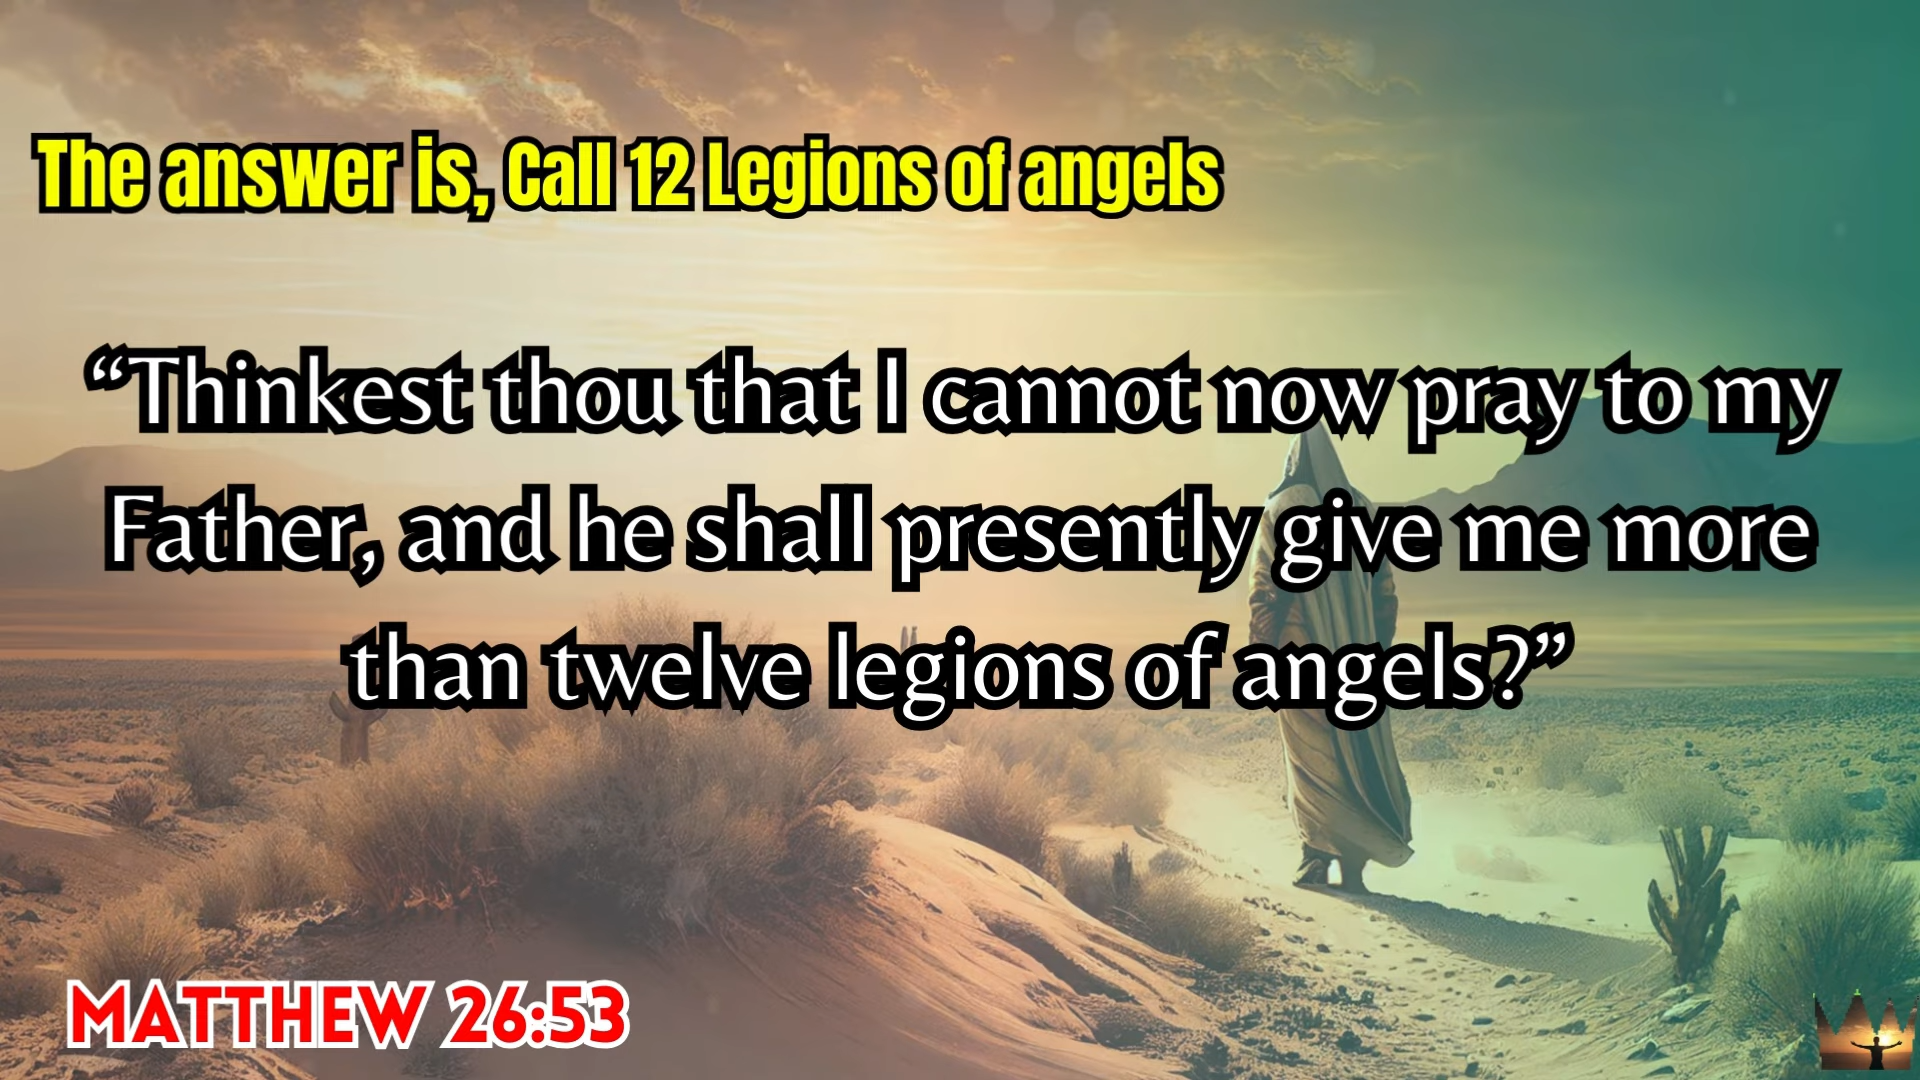 The answer is, Call 12 Legions of angels
“Thinkest thou that I cannot now pray to my
Father, and he shall presently give me more
than twelve legions of angels?”
MATTHEW 26:53